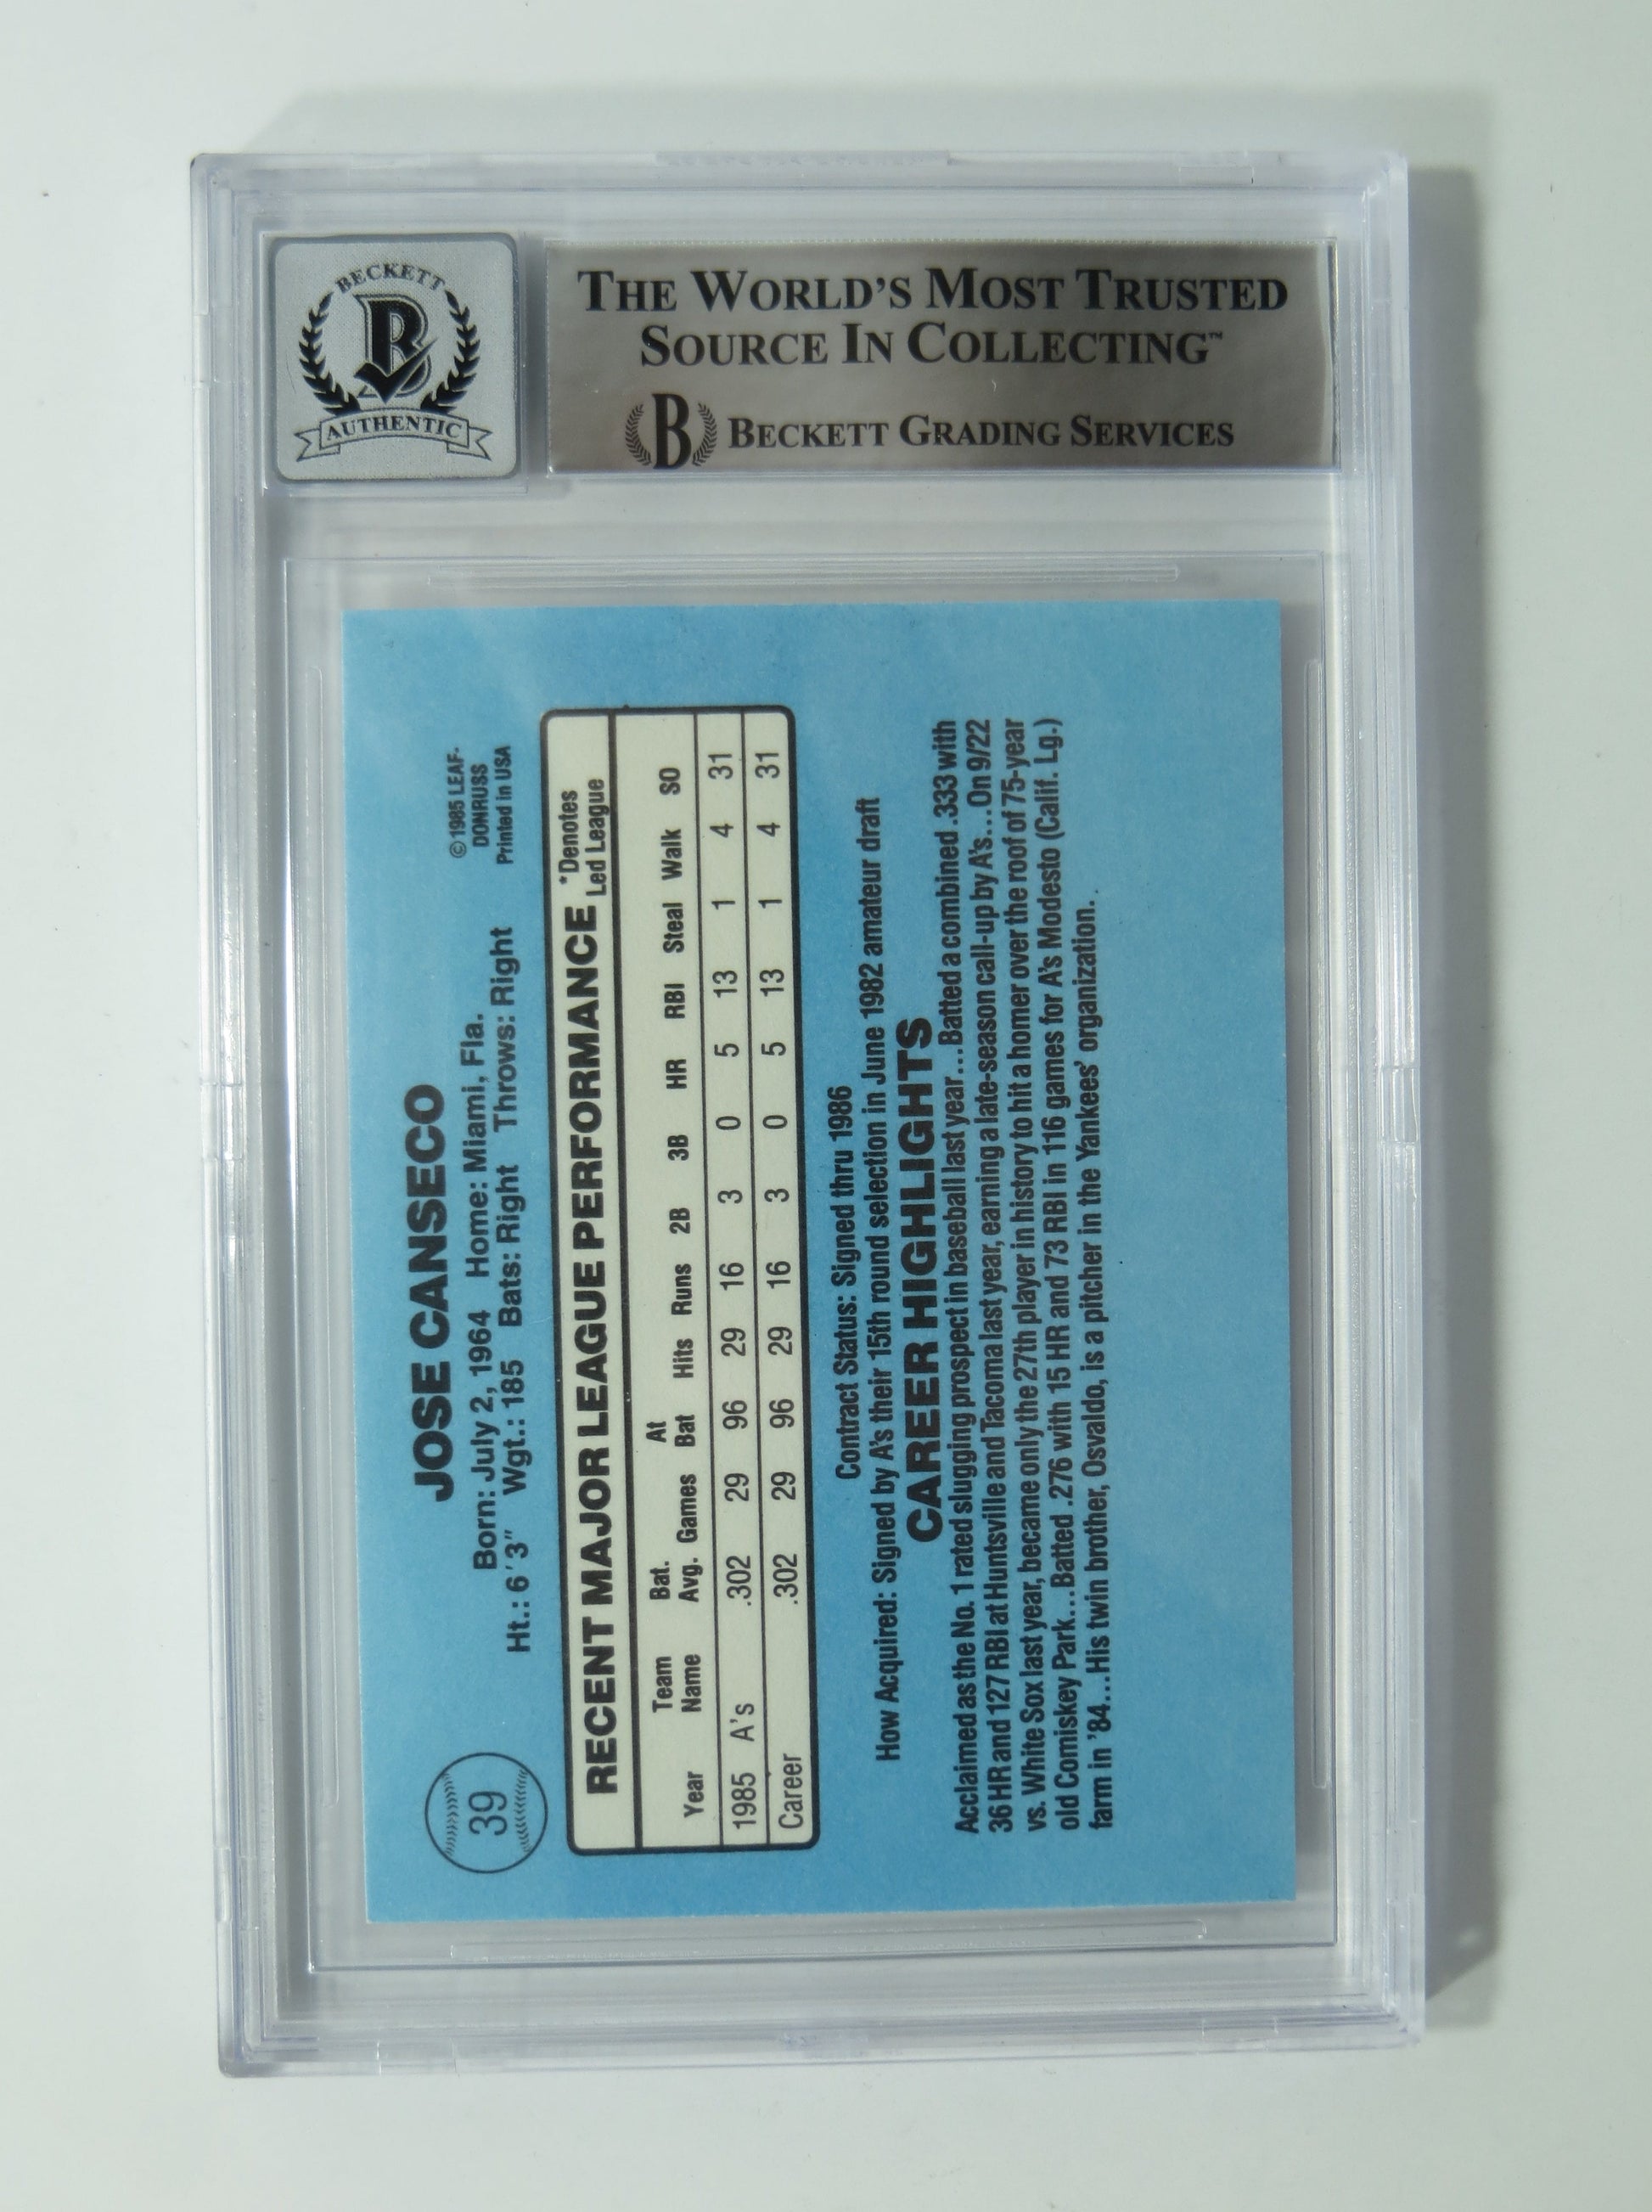 BECKETT
B
AUTHENTIC
THE WORLD'S MOST TRUSTED
SOURCE IN COLLECTING™
B BECKETT GRADING SERVICES
39
JOSE CANSECO
©1985 LEAF-
DONRUSS
Printed in USA
Born: July 2, 1964 Home: Miami, Fla.
Ht.: 6'3" Wgt.: 185 Bats: Right Throws: Right
RECENT MAJOR LEAGUE PERFORMANCE *Denotes
Led League
Year Team Name Bat. Avg. Games At Bat Hits Runs 2B 3B HR RBI Steal Walk SO
1985 A's .302 29 96 29 16 3 0 5 13 1 4 31
Career .302 29 96 29 16 3 0 5 13 1 4 31
Contract Status: Signed thru 1986
How Acquired: Signed by A's their 15th round selection in June 1982 amateur draft
CAREER HIGHLIGHTS
Acclaimed as the No. 1 rated slugging prospect in baseball last year...Batted a combined .333 with
36 HR and 127 RBI at Huntsville and Tacoma last year, earning a late-season call-up by A's...On 9/22
vs. White Sox last year, became only the 27th player in history to hit a homer over the roof of 75-year
old Comiskey Park...Batted .276 with 15 HR and 73 RBI in 116 games for A's Modesto (Calif. Lg.)
farm in '84...His twin brother, Osvaldo, is a pitcher in the Yankees' organization.